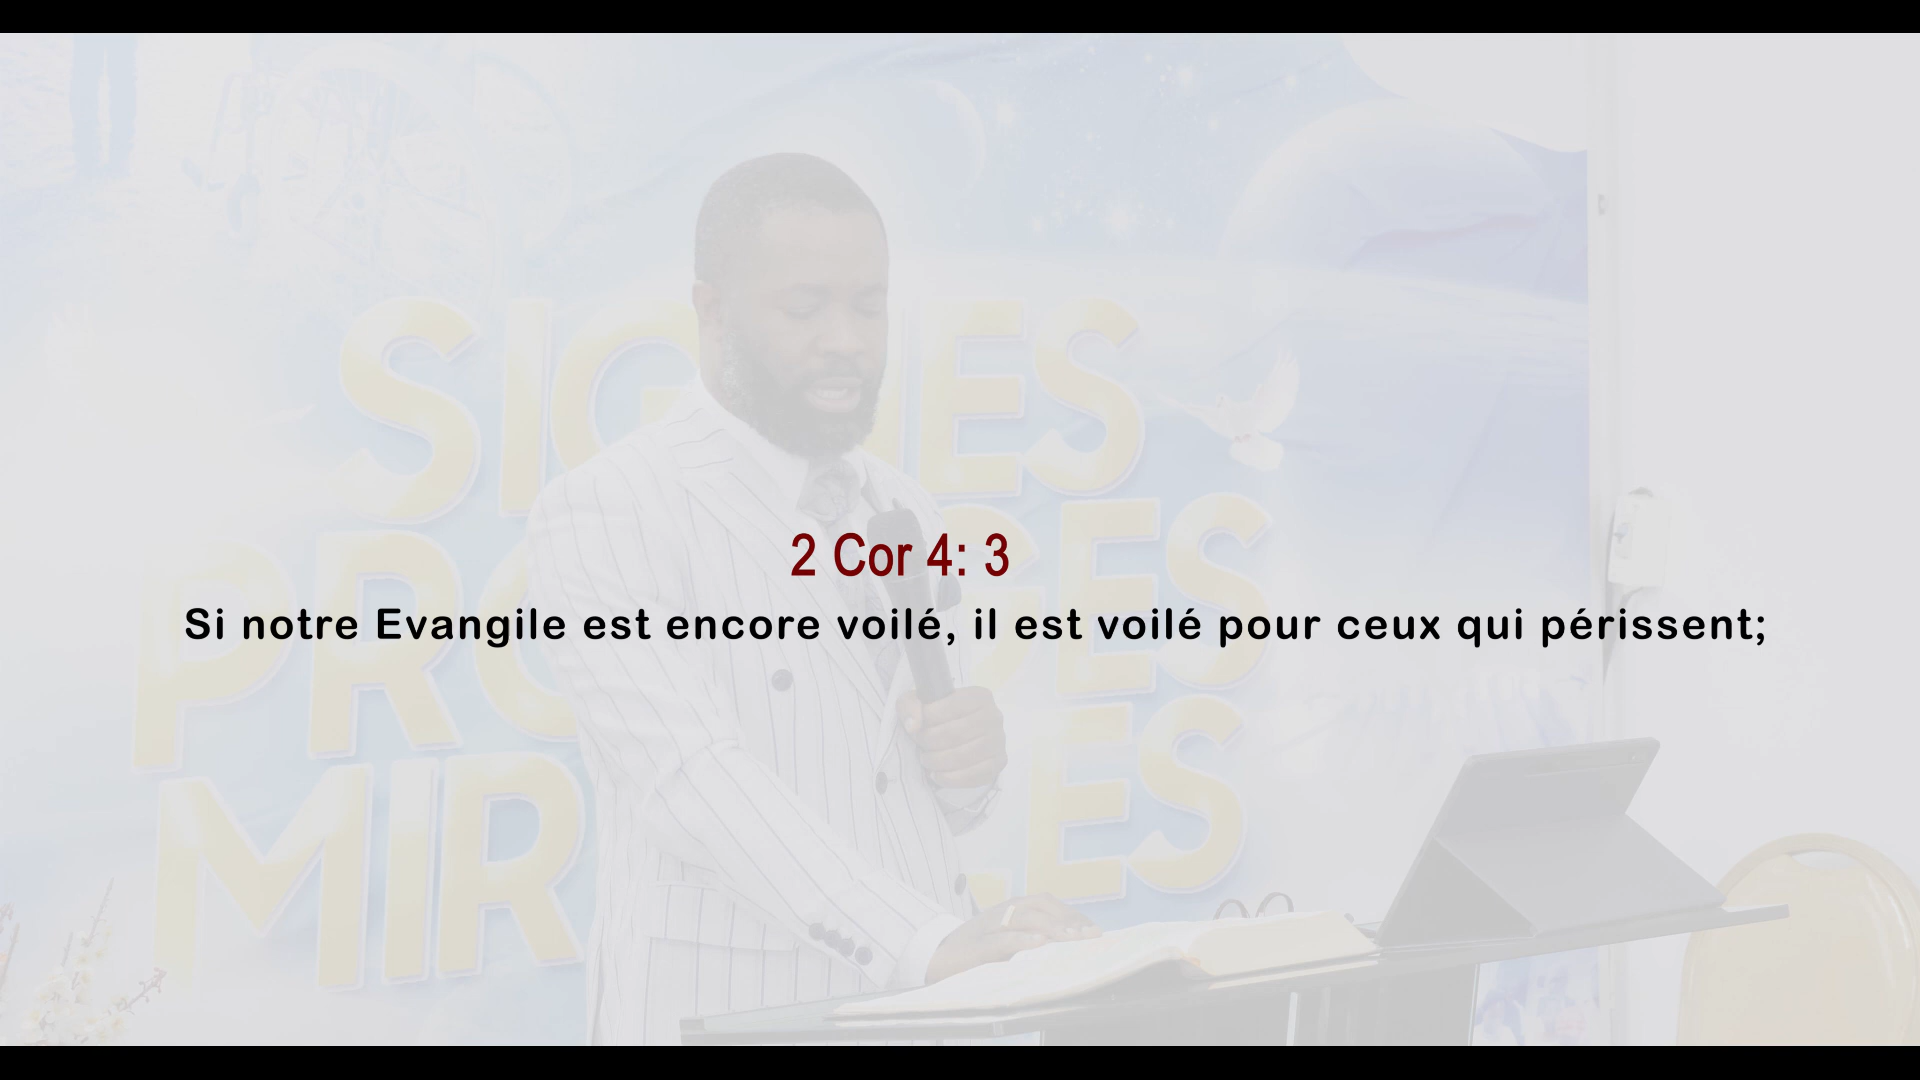 2 Cor 4: 3
Si notre Evangile est encore voilé, il est voilé pour ceux qui périssent;